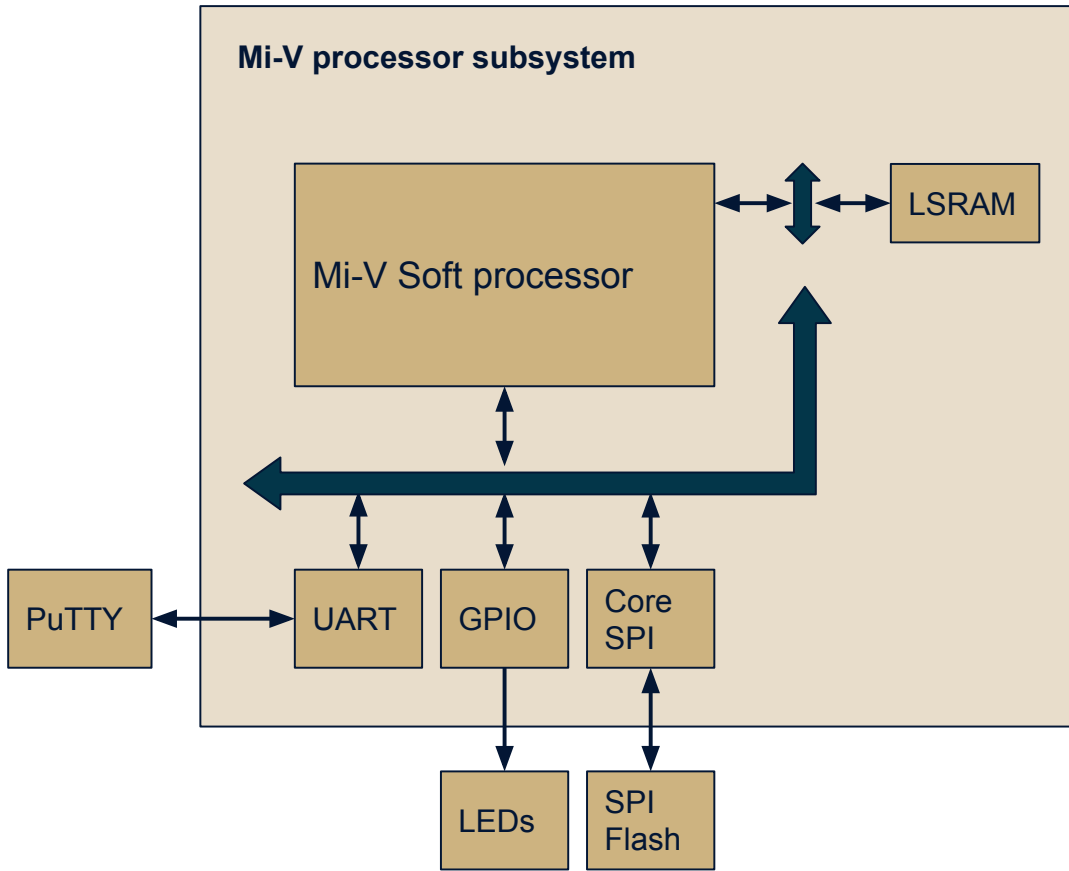 Mi-V processor subsystem
LSRAM
Mi-V Soft processor
PuTTY
UART
GPIO
Core
SPI
LEDs
SPI
Flash